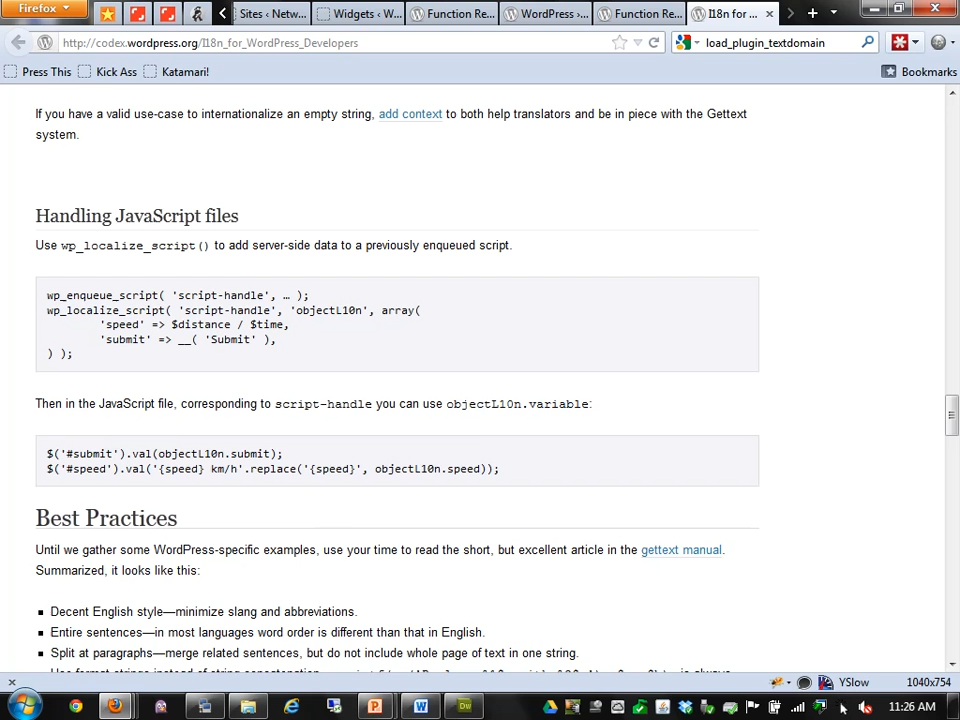 Firefox
Sites ‹ Netw...
Widgets ‹ W...
Function Re...
WordPress ›...
Function Re...
I18n for ...
http://codex.wordpress.org/I18n_for_WordPress_Developers
load_plugin_textdomain
Press This
Kick Ass
Katamari!
Bookmarks
If you have a valid use-case to internationalize an empty string, add context to both help translators and be in piece with the Gettext
system.
Handling JavaScript files
Use wp_localize_script() to add server-side data to a previously enqueued script.
wp_enqueue_script( 'script-handle', … );
wp_localize_script( 'script-handle', 'objectL10n', array(
'speed' => $distance / $time,
'submit' => __( 'Submit' ),
) );
Then in the JavaScript file, corresponding to script-handle you can use objectL10n.variable:
$('#submit').val(objectL10n.submit);
$('#speed').val('{speed} km/h'.replace('{speed}', objectL10n.speed));
Best Practices
Until we gather some WordPress-specific examples, use your time to read the short, but excellent article in the gettext manual.
Summarized, it looks like this:
Decent English style—minimize slang and abbreviations.
Entire sentences—in most languages word order is different than that in English.
Split at paragraphs—merge related sentences, but do not include whole page of text in one string.
YSlow
1040x754
11:26 AM